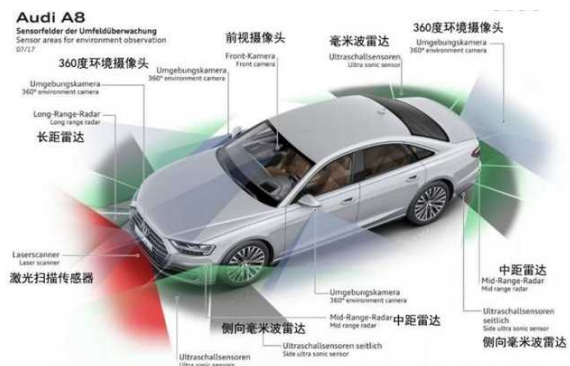 Audi A8
Sensorfelder der Umfeldüberwachung
Sensor areas for environment observation
07/17
360度环境摄像头
Umgebungskamera
360° environment camera
Long-Range-Radar
Long range radar
长距雷达
Umgebungskamera
360° environment camera
前视摄像头
Front-Kamera
Front camera
毫米波雷达
Ultraschallsensoren
Ultra sonic sensor
360度环境摄像头
Umgebungskamera
360° environment camera
Laserscanner
Laser scanner
激光扫描传感器
Umgebungskamera
360° environment camera
中距雷达
Mid-Range-Radar
Mid range radar
Mid-Range-Radar
Mid range radar
中距雷达
侧向毫米波雷达
Ultraschallsensoren seitlich
Side ultra sonic sensor
Ultraschallsensoren
seitlich
Side ultra sonic sensor
侧向毫米波雷达
Ultraschallsensoren
Ultra sonic sensors